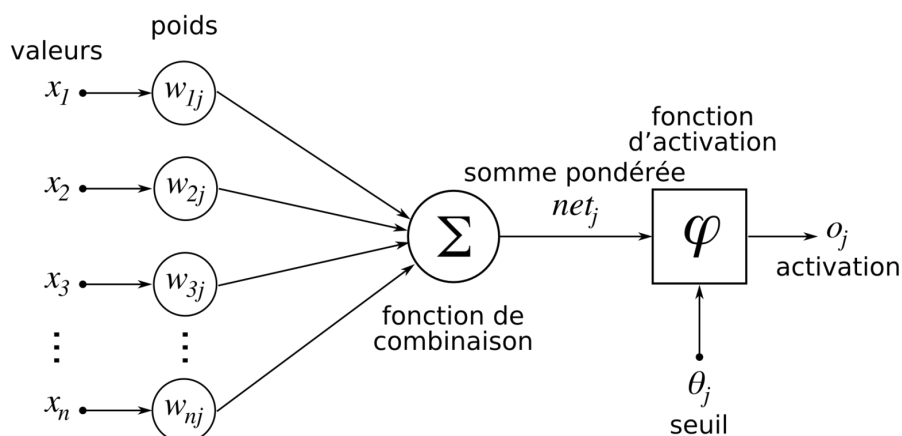 poids
valeurs
x1
w1j
x2
w2j
x3
w3j
xn
wnj
Σ
fonction de
combinaison
somme pondérée
netj
fonction
d'activation
φ
oj
activation
θj
seuil